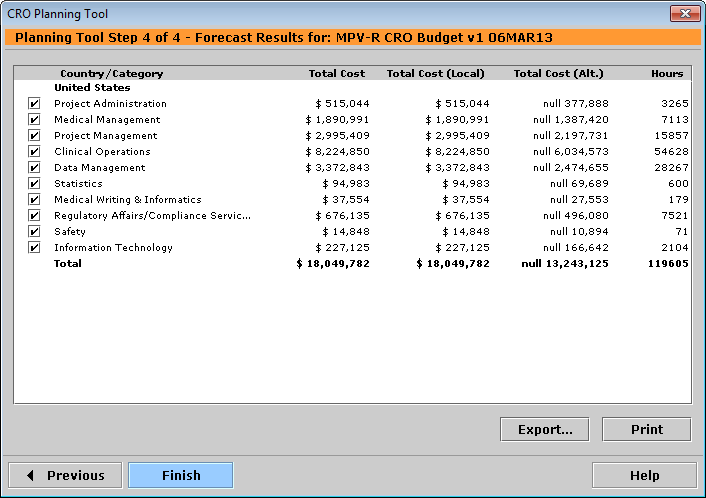 CRO Planning Tool
Planning Tool Step 4 of 4 - Forecast Results for: MPV-R CRO Budget v1 06MAR13
Country/Category Total Cost Total Cost (Local) Total Cost (Alt.) Hours
United States
Project Administration $ 515,044 $ 515,044 null 377,888 3265
Medical Management $ 1,890,991 $ 1,890,991 null 1,387,420 7113
Project Management $ 2,995,409 $ 2,995,409 null 2,197,731 15857
Clinical Operations $ 8,224,850 $ 8,224,850 null 6,034,573 54628
Data Management $ 3,372,843 $ 3,372,843 null 2,474,655 28267
Statistics $ 94,983 $ 94,983 null 69,689 600
Medical Writing & Informatics $ 37,554 $ 37,554 null 27,553 179
Regulatory Affairs/Compliance Servic... $ 676,135 $ 676,135 null 496,080 7521
Safety $ 14,848 $ 14,848 null 10,894 71
Information Technology $ 227,125 $ 227,125 null 166,642 2104
Total $ 18,049,782 $ 18,049,782 null 13,243,125 119605
Export... Print
Previous Finish Help